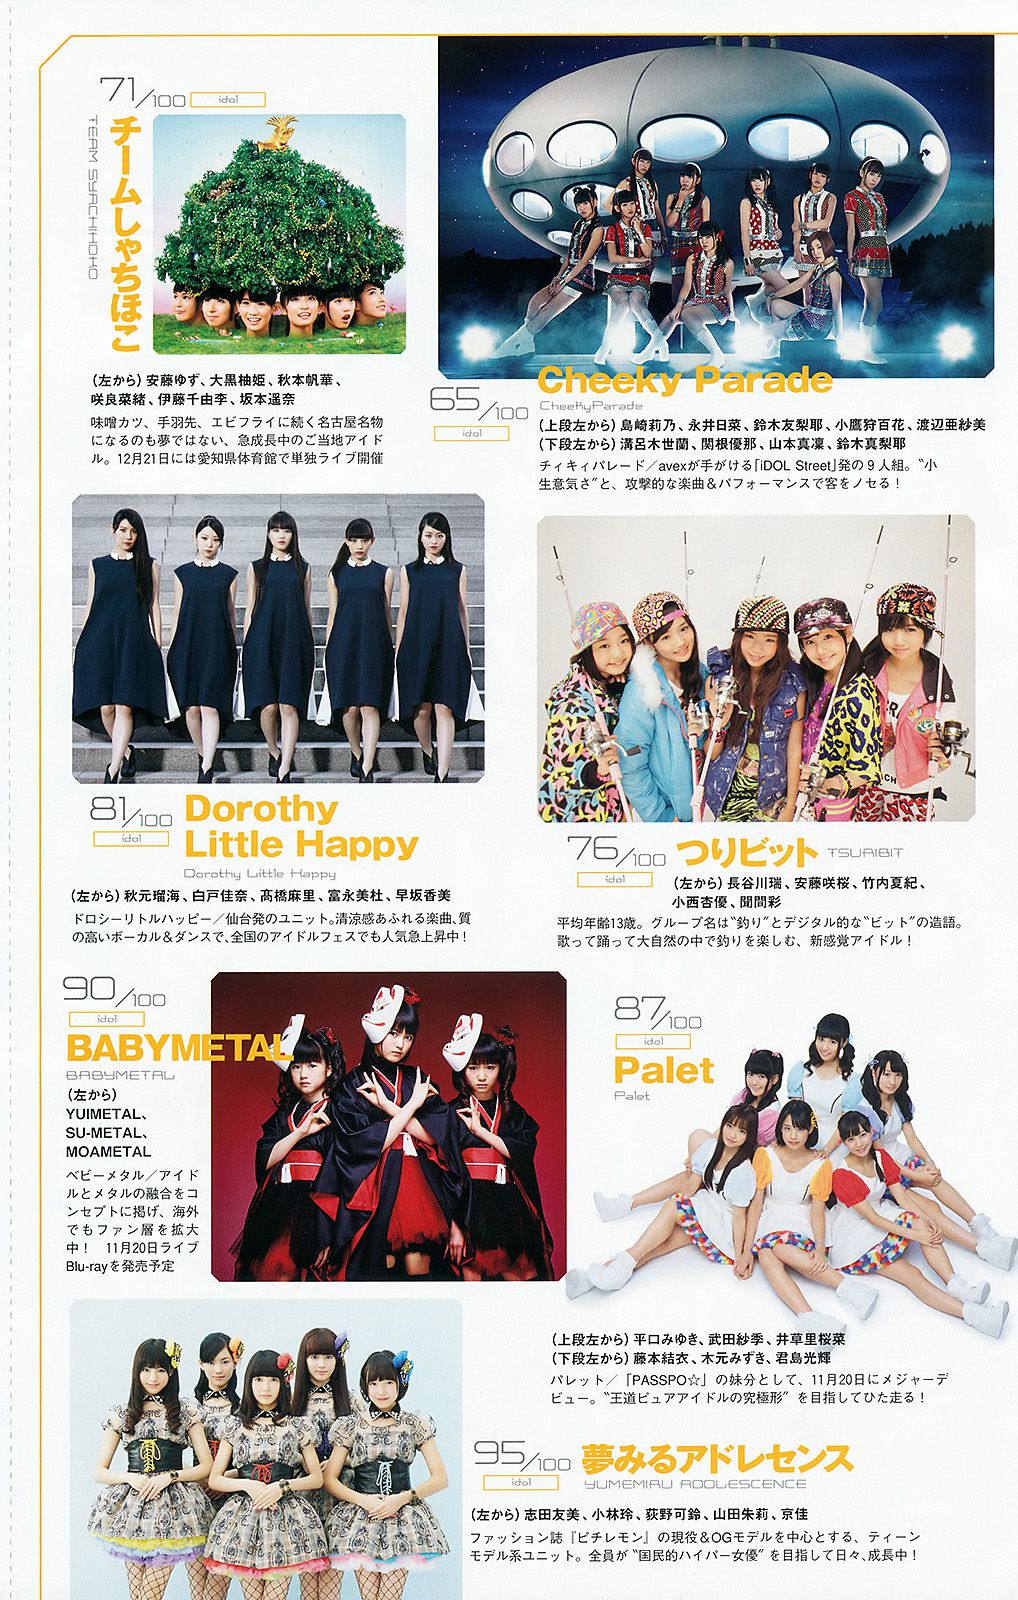 71/100
idol
チームしゃちほこ
TEAM SYACHIHOKO
（左から）安藤ゆず、大黒柚姫、秋本帆華、
咲良菜緒、伊藤千由李、坂本遥奈
味噌カツ、手羽先、エビフライに続く名古屋名物
になるのも夢ではない、急成長中のご当地アイド
ル。12月21日には愛知県体育館で単独ライブ開催
65/100
idol
Cheeky Parade
CheekyParade
（上段左から）島崎莉乃、永井日菜、鈴木友梨耶、小鷹狩百花、渡辺亜紗美
（下段左から）溝呂木世蘭、関根優那、山本真凜、鈴木真梨耶
チィキィパレード／avexが手がける「iDOL Street」発の９人組。“小
生意気さ”と、攻撃的な楽曲＆パフォーマンスで客をノセる！
81/100
idol
Dorothy
Little Happy
Dorothy Little Happy
（左から）秋元瑠海、白戸佳奈、髙橋麻里、富永美杜、早坂香美
ドロシーリトルハッピー／仙台発のユニット。清涼感あふれる楽曲、質
の高いボーカル＆ダンスで、全国のアイドルフェスでも人気急上昇中！
76/100
idol
つりビット
TSURIBIT
（左から）長谷川瑞、安藤咲桜、竹内夏紀、
小西杏優、聞間彩
平均年齢13歳。グループ名は“釣り”とデジタル的な“ビット”の造語。
歌って踊って大自然の中で釣りを楽しむ、新感覚アイドル！
90/100
idol
BABYMETAL
BABYMETAL
（左から）
YUIMETAL、
SU-METAL、
MOAMETAL
ベビーメタル／アイド
ルとメタルの融合をコ
ンセプトに掲げ、海外
でもファン層を拡大
中！　11月20日ライブ
Blu-rayを発売予定
87/100
idol
Palet
Palet
（上段左から）平口みゆき、武田紗季、井草里桜菜
（下段左から）藤本結衣、木元みずき、君島光輝
パレット／「PASSPO☆」の妹分として、11月20日にメジャーデ
ビュー。“王道ピュアアイドルの究極形”を目指してひた走る！
95/100
idol
夢みるアドレセンス
YUMEMIRU ADOLESCENCE
（左から）志田友美、小林玲、荻野可鈴、山田朱莉、京佳
ファッション誌『ピチレモン』の現役＆OGモデルを中心とする、ティーン
モデル系ユニット。全員が“国民的ハイパー女優”を目指して日々、成長中！